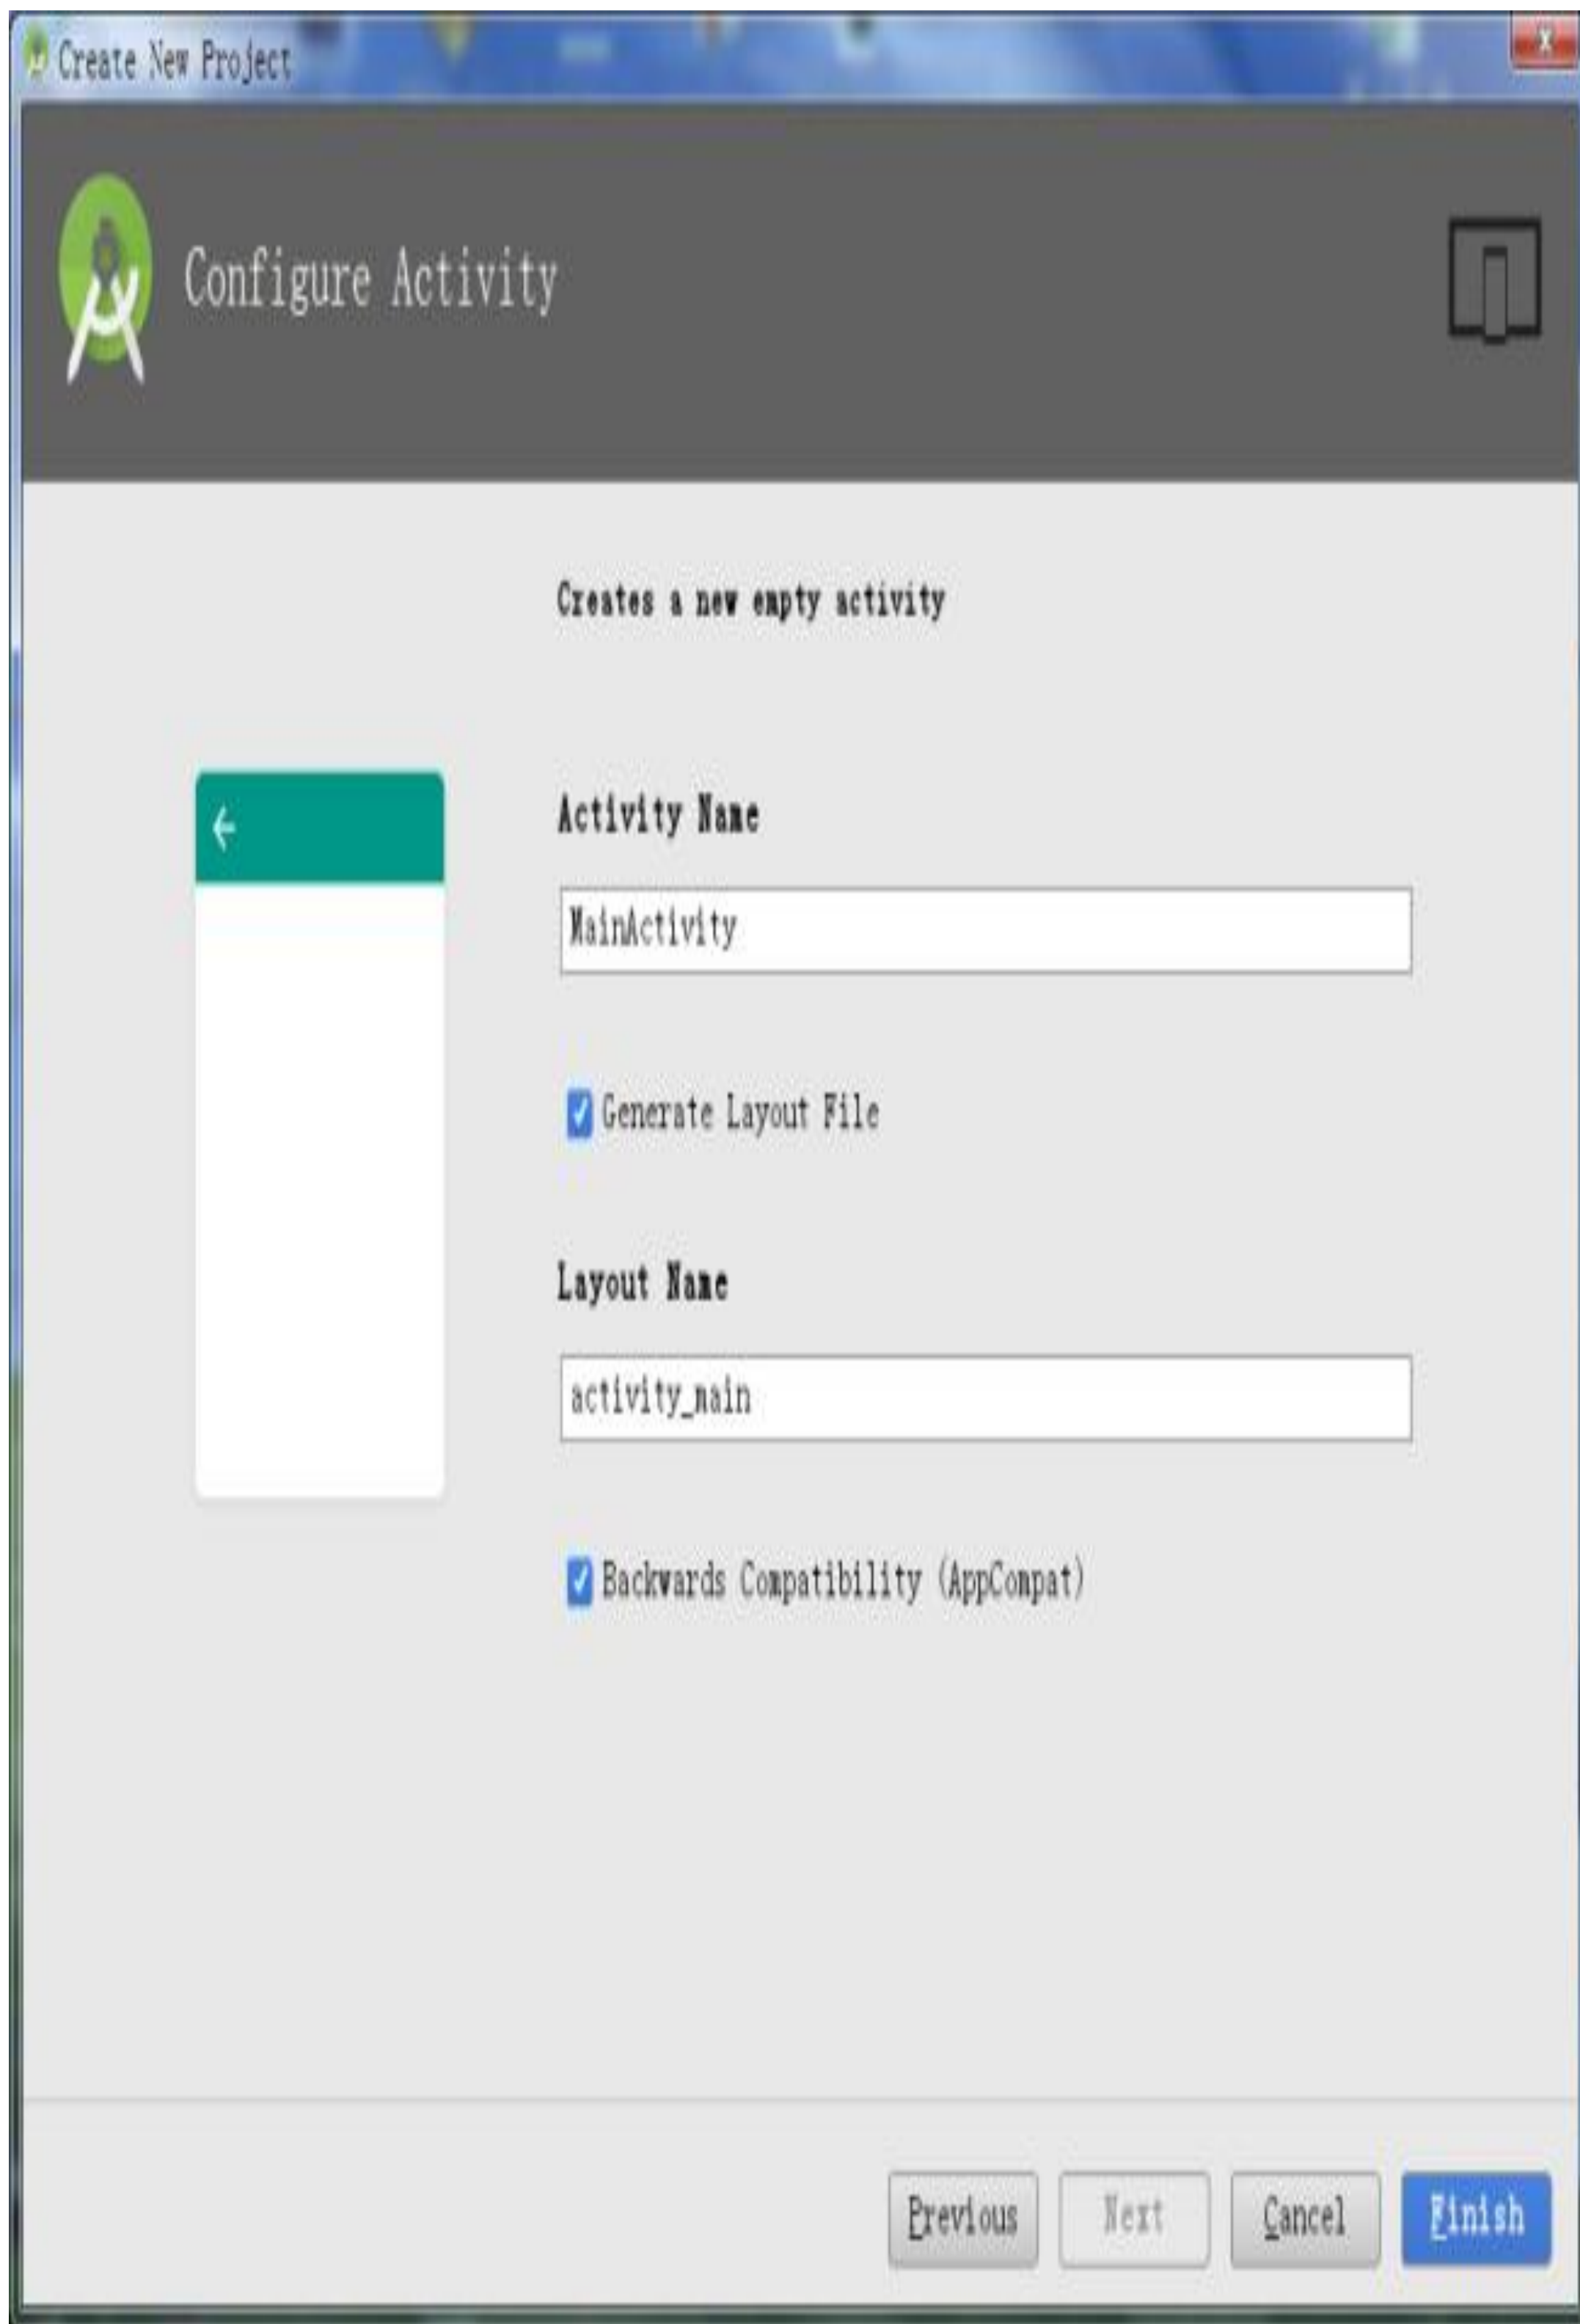 Create New Project
Configure Activity
Creates a new empty activity
Activity Name
MainActivity
Generate Layout File
Layout Name
activity_main
Backwards Compatibility (AppCompat)
Previous Next Cancel Finish